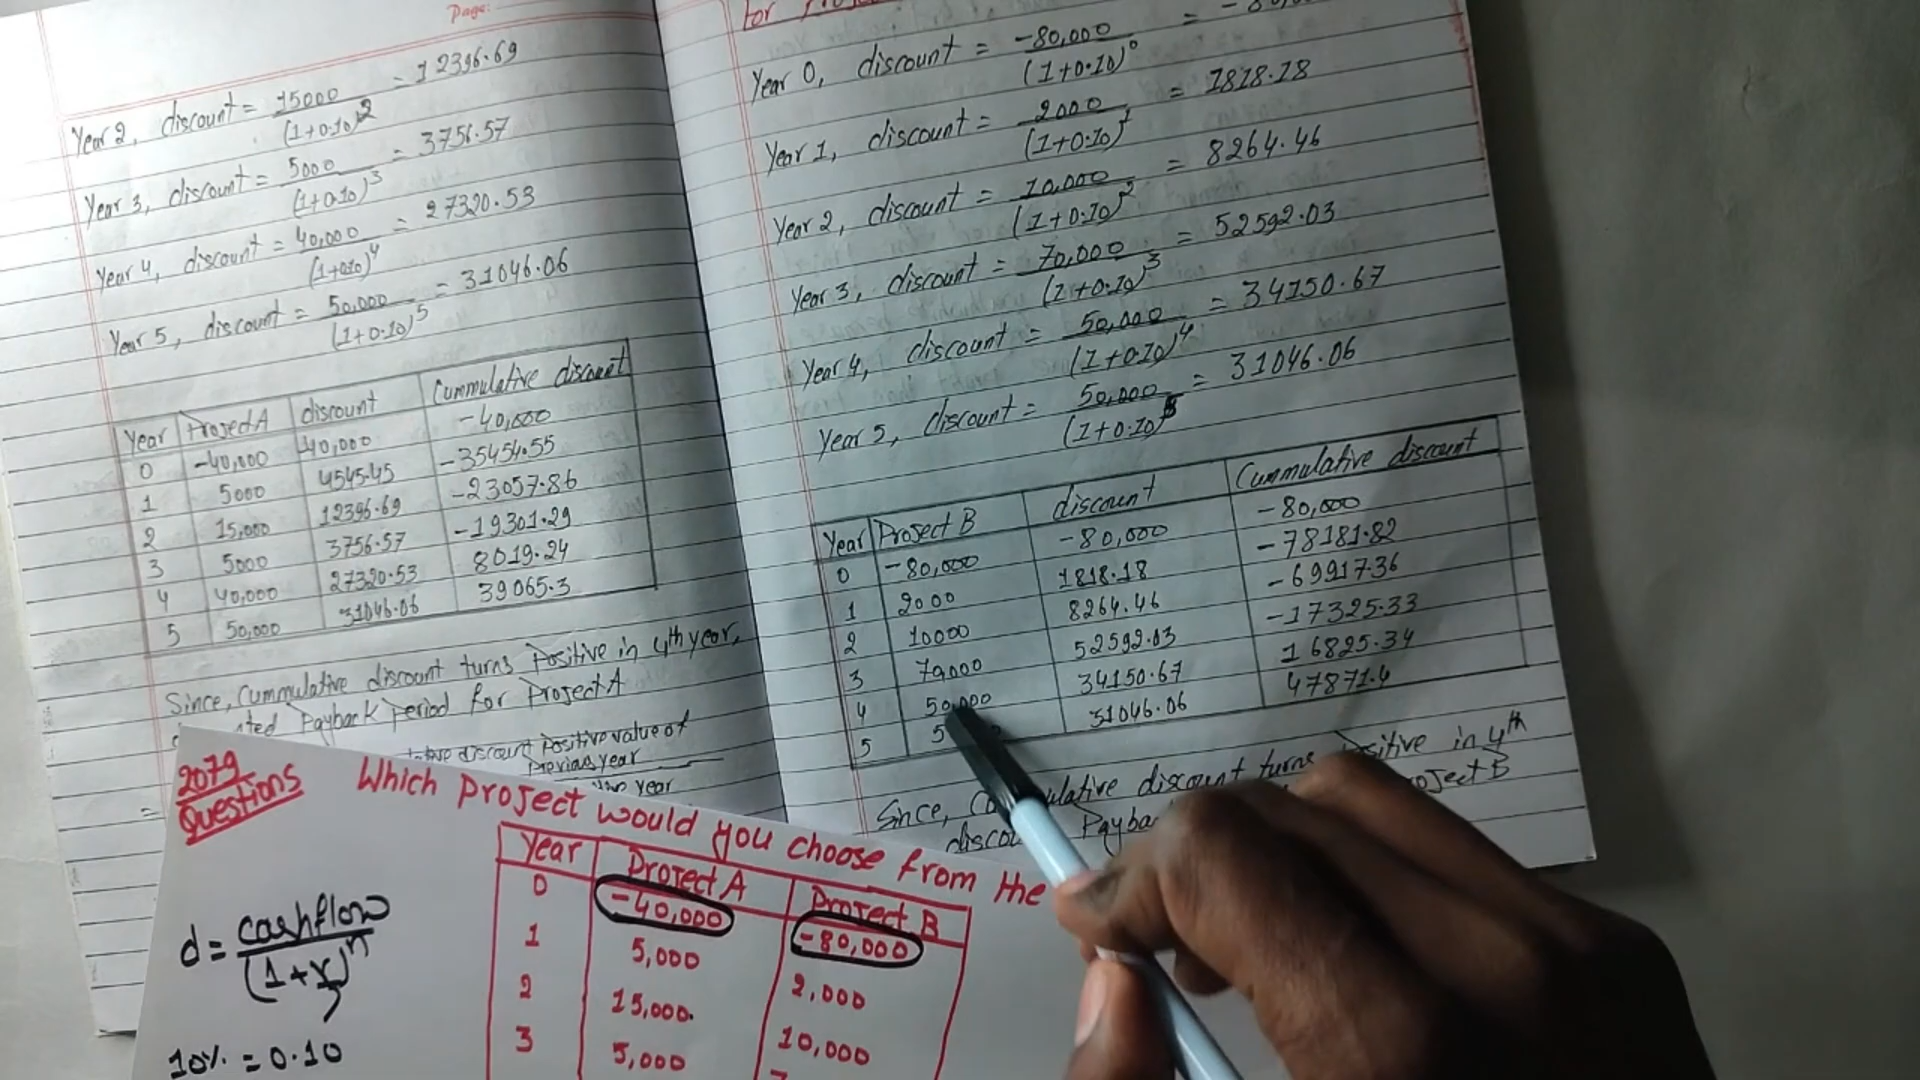 Page:
Year 2, discount = 15000 / (1+0.10)^2 = 12396.69
Year 3, discount = 5000 / (1+0.10)^3 = 3756.57
Year 4, discount = 40,000 / (1+0.10)^4 = 27320.53
Year 5, discount = 50,000 / (1+0.10)^5 = 31046.06
Year Project A discount Cummulative discount
0 -40,000 -40,000 -40,000
1 5000 4545.45 -35454.55
2 15,000 12396.69 -23057.86
3 5000 3756.57 -19301.29
4 40,000 27320.53 8019.24
5 50,000 31046.06 39065.3
Since, Cummulative discount turns Positive in 4th year,
Payback Period for Project A
discount Positive value of
Previous year
year
=
For
Year 0, discount = -80,000 / (1+0.10)^0 =
Year 1, discount = 2000 / (1+0.10)^1 = 1818.18
Year 2, discount = 10,000 / (1+0.10)^2 = 8264.46
Year 3, discount = 70,000 / (1+0.10)^3 = 52592.03
Year 4, discount = 50,000 / (1+0.10)^4 = 34150.67
Year 5, discount = 50,000 / (1+0.10)^5 = 31046.06
Year Project B discount Cummulative discount
0 -80,000 -80,000 -80,000
1 2000 1818.18 -78181.82
2 10000 8264.46 -69917.36
3 70,000 52592.03 -17325.33
4 50,000 34150.67 16825.34
5 31046.06 47871.4
Since, discount turns Positive in 4th
Project B
2079
Questions
Which project would you choose from the
Year Project A Project B
0 -40,000 -80,000
1 5,000 2,000
2 15,000. 10,000
3 5,000
d = cashflow / (1+r)^n
10% = 0.10